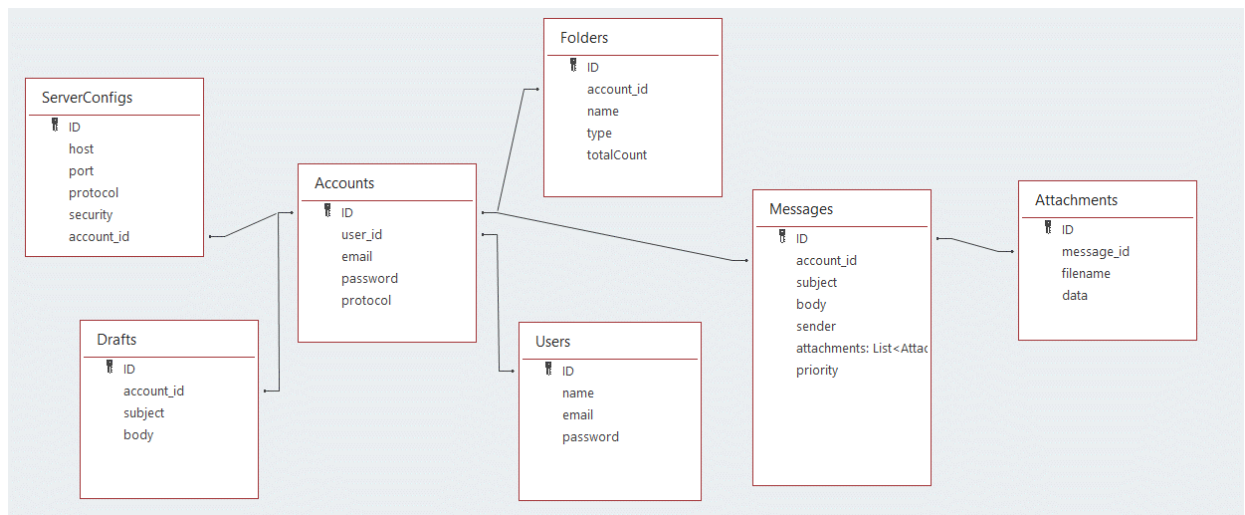 Folders
ID
account_id
name
type
totalCount
ServerConfigs
ID
host
port
protocol
security
account_id
Accounts
ID
user_id
email
password
protocol
Messages
ID
account_id
subject
body
sender
attachments: List<Attac
priority
Attachments
ID
message_id
filename
data
Drafts
ID
account_id
subject
body
Users
ID
name
email
password